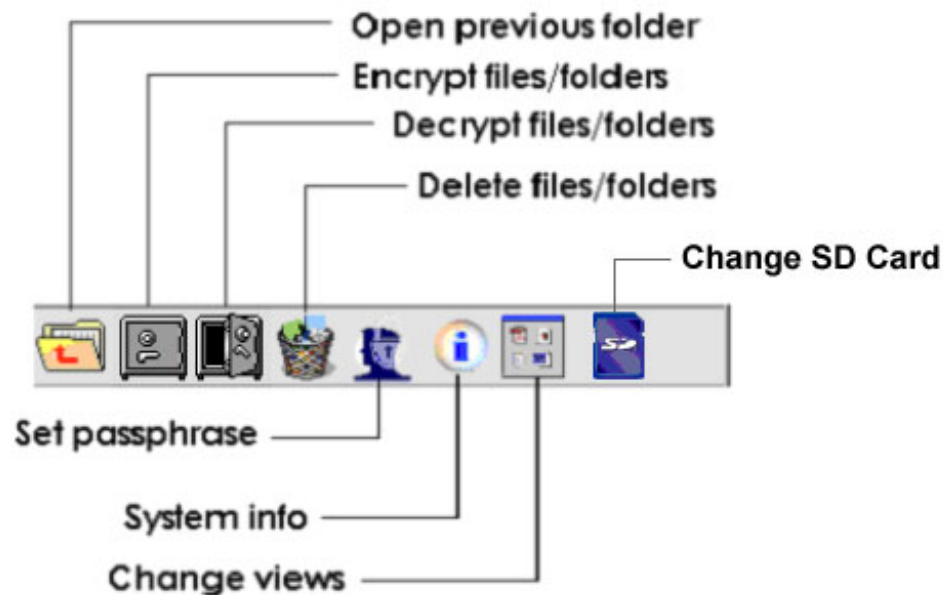 Open previous folder
Encrypt files/folders
Decrypt files/folders
Delete files/folders
Change SD Card
SD
Set passphrase
System info
Change views